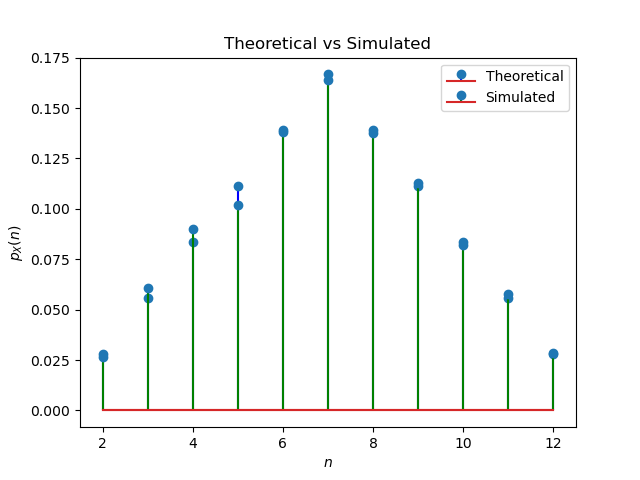 Theoretical vs Simulated
Theoretical
Simulated
0.175
0.150
0.125
0.100
0.075
0.050
0.025
0.000
p_X(n)
2 4 6 8 10 12
n